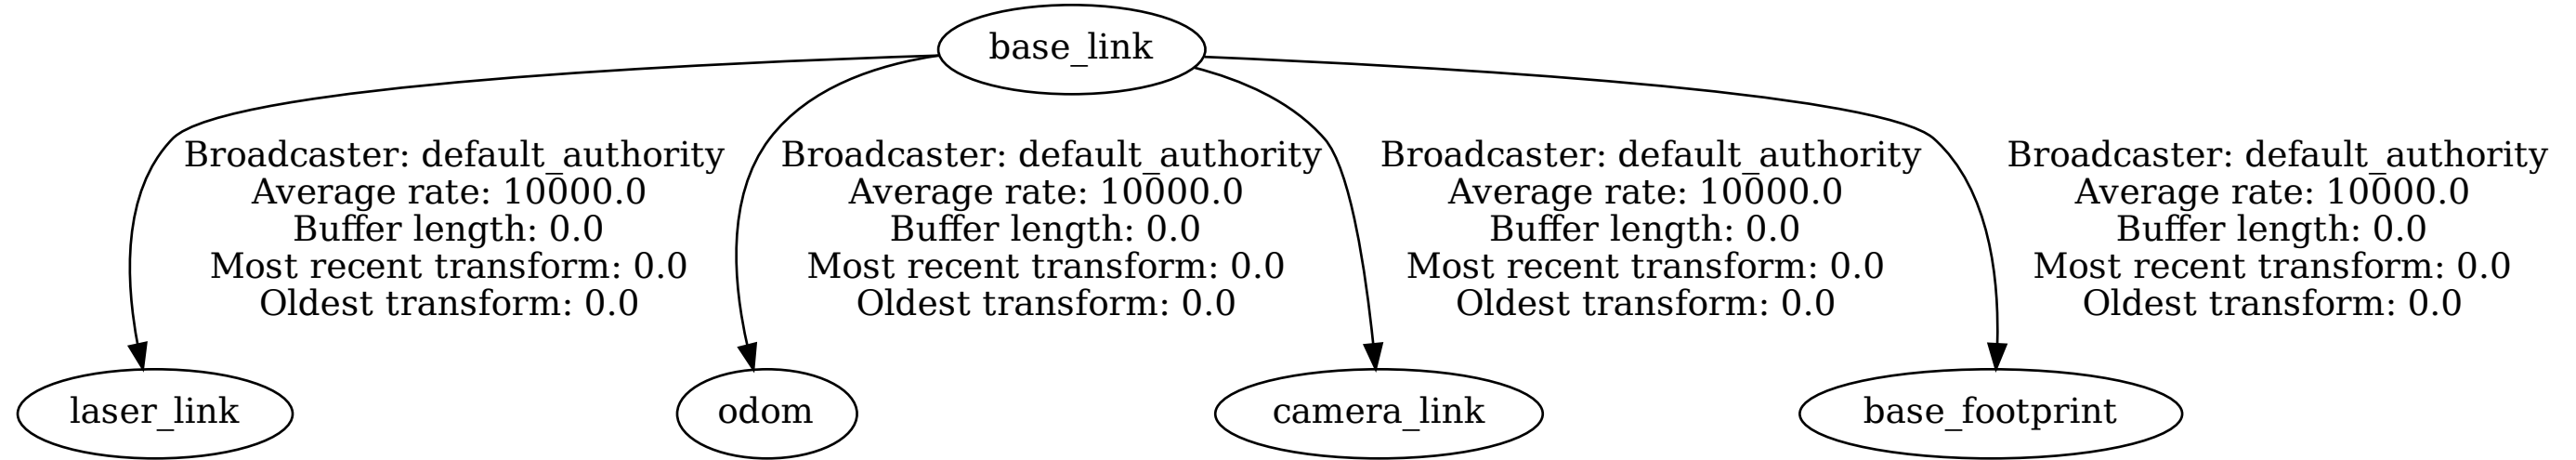 base_link
Broadcaster: default_authority
Average rate: 10000.0
Buffer length: 0.0
Most recent transform: 0.0
Oldest transform: 0.0
Broadcaster: default_authority
Average rate: 10000.0
Buffer length: 0.0
Most recent transform: 0.0
Oldest transform: 0.0
Broadcaster: default_authority
Average rate: 10000.0
Buffer length: 0.0
Most recent transform: 0.0
Oldest transform: 0.0
Broadcaster: default_authority
Average rate: 10000.0
Buffer length: 0.0
Most recent transform: 0.0
Oldest transform: 0.0
laser_link
odom
camera_link
base_footprint